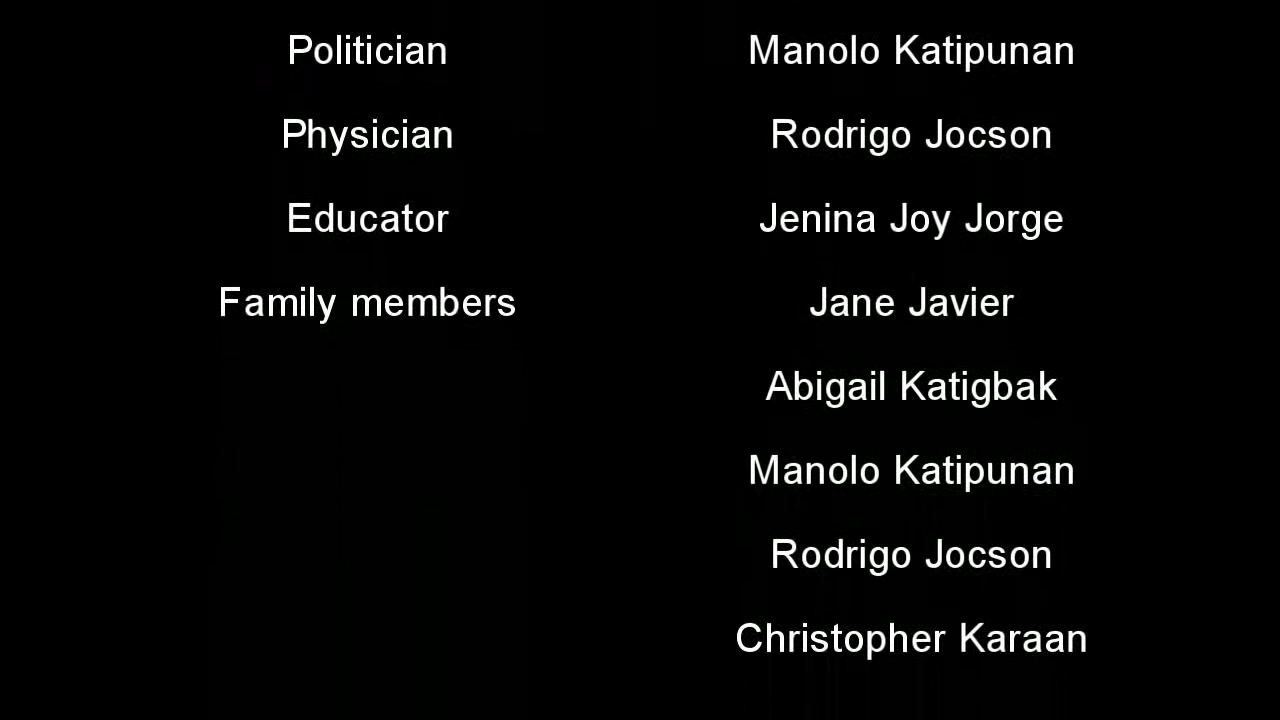 Politician Manolo Katipunan
Physician Rodrigo Jocson
Educator Jenina Joy Jorge
Family members Jane Javier
Abigail Katigbak
Manolo Katipunan
Rodrigo Jocson
Christopher Karaan